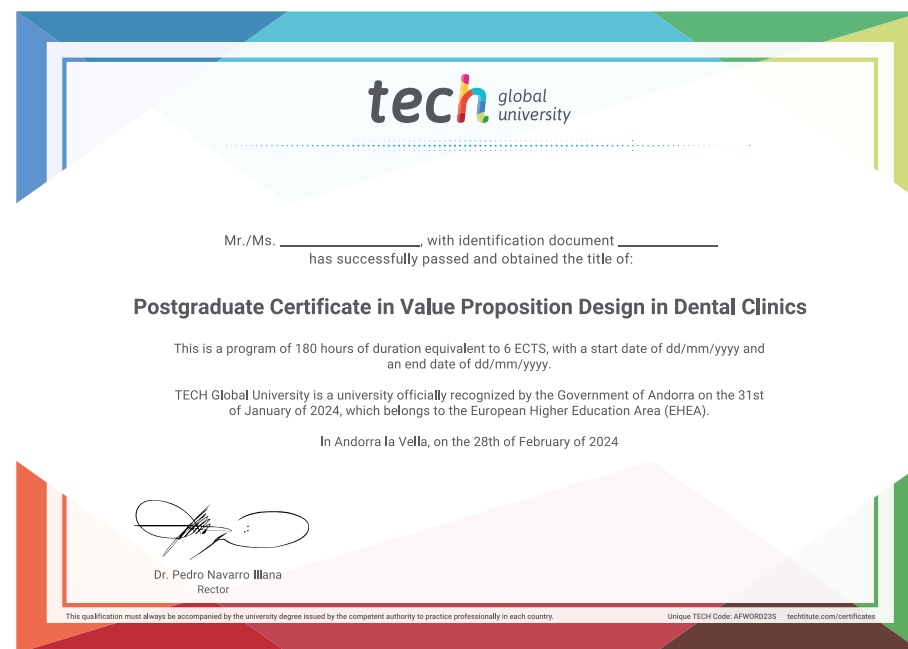 tech global university
Mr./Ms. ____________________, with identification document ______________
has successfully passed and obtained the title of:
Postgraduate Certificate in Value Proposition Design in Dental Clinics
This is a program of 180 hours of duration equivalent to 6 ECTS, with a start date of dd/mm/yyyy and
an end date of dd/mm/yyyy.
TECH Global University is a university officially recognized by the Government of Andorra on the 31st
of January of 2024, which belongs to the European Higher Education Area (EHEA).
In Andorra la Vella, on the 28th of February of 2024
Dr. Pedro Navarro Illana
Rector
This qualification must always be accompanied by the university degree issued by the competent authority to practice professionally in each country.
Unique TECH Code: AFWORD23S techtitute.com/certificates